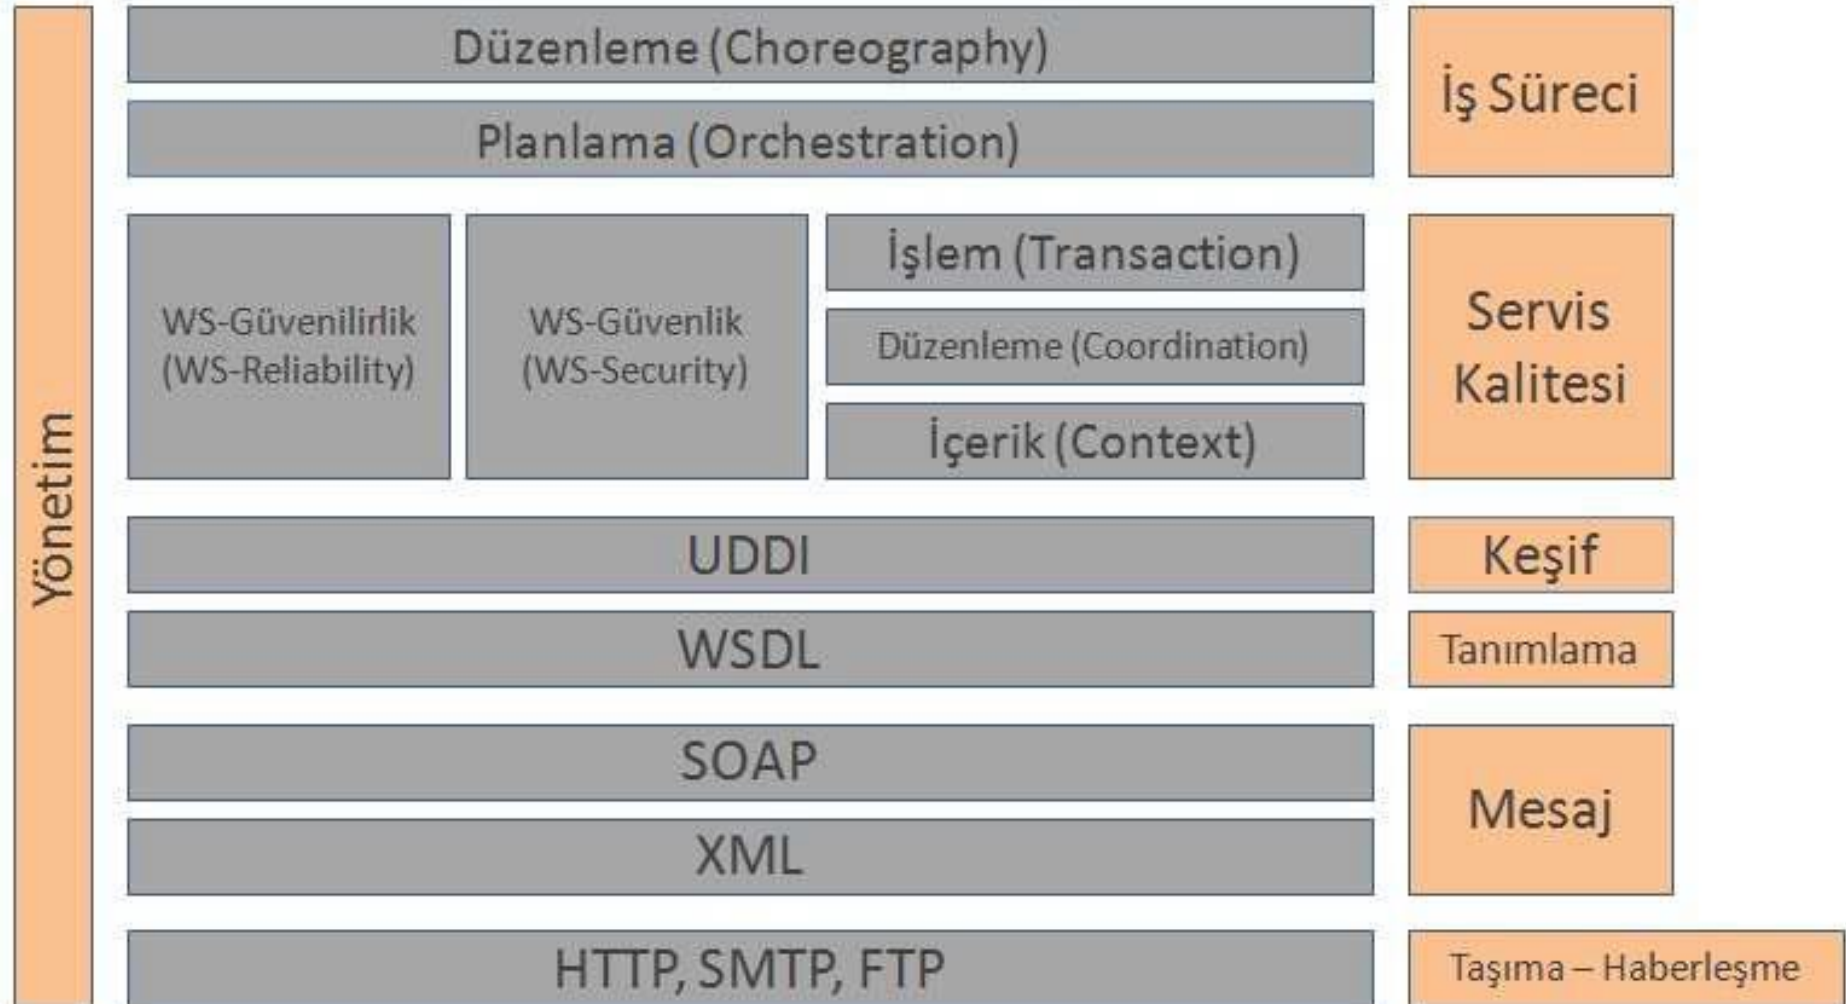 Yönetim
Düzenleme (Choreography)
Planlama (Orchestration)
İş Süreci
WS-Güvenilirlik
(WS-Reliability)
WS-Güvenlik
(WS-Security)
İşlem (Transaction)
Düzenleme (Coordination)
İçerik (Context)
Servis
Kalitesi
UDDI
Keşif
WSDL
Tanımlama
SOAP
XML
Mesaj
HTTP, SMTP, FTP
Taşıma – Haberleşme